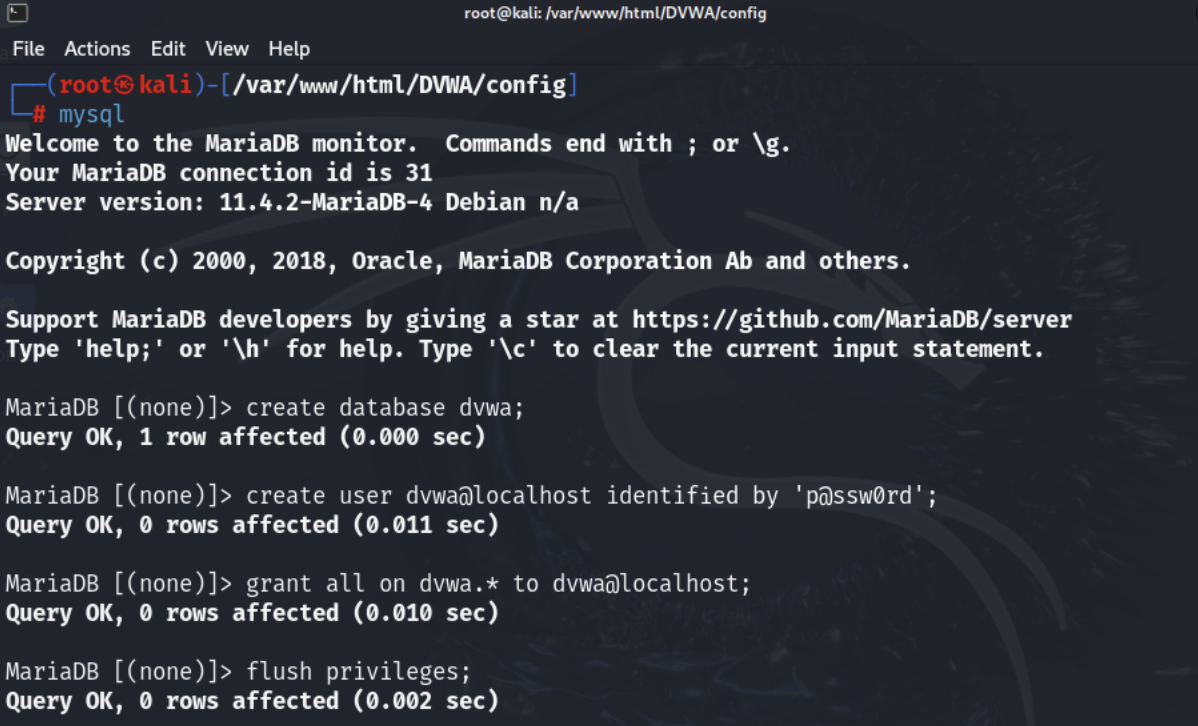 root@kali: /var/www/html/DVWA/config
File Actions Edit View Help
┌──(root㉿kali)-[/var/www/html/DVWA/config]
└─# mysql
Welcome to the MariaDB monitor.  Commands end with ; or \g.
Your MariaDB connection id is 31
Server version: 11.4.2-MariaDB-4 Debian n/a
Copyright (c) 2000, 2018, Oracle, MariaDB Corporation Ab and others.
Support MariaDB developers by giving a star at https://github.com/MariaDB/server
Type 'help;' or '\h' for help. Type '\c' to clear the current input statement.
MariaDB [(none)]> create database dvwa;
Query OK, 1 row affected (0.000 sec)
MariaDB [(none)]> create user dvwa@localhost identified by 'p@ssw0rd';
Query OK, 0 rows affected (0.011 sec)
MariaDB [(none)]> grant all on dvwa.* to dvwa@localhost;
Query OK, 0 rows affected (0.010 sec)
MariaDB [(none)]> flush privileges;
Query OK, 0 rows affected (0.002 sec)